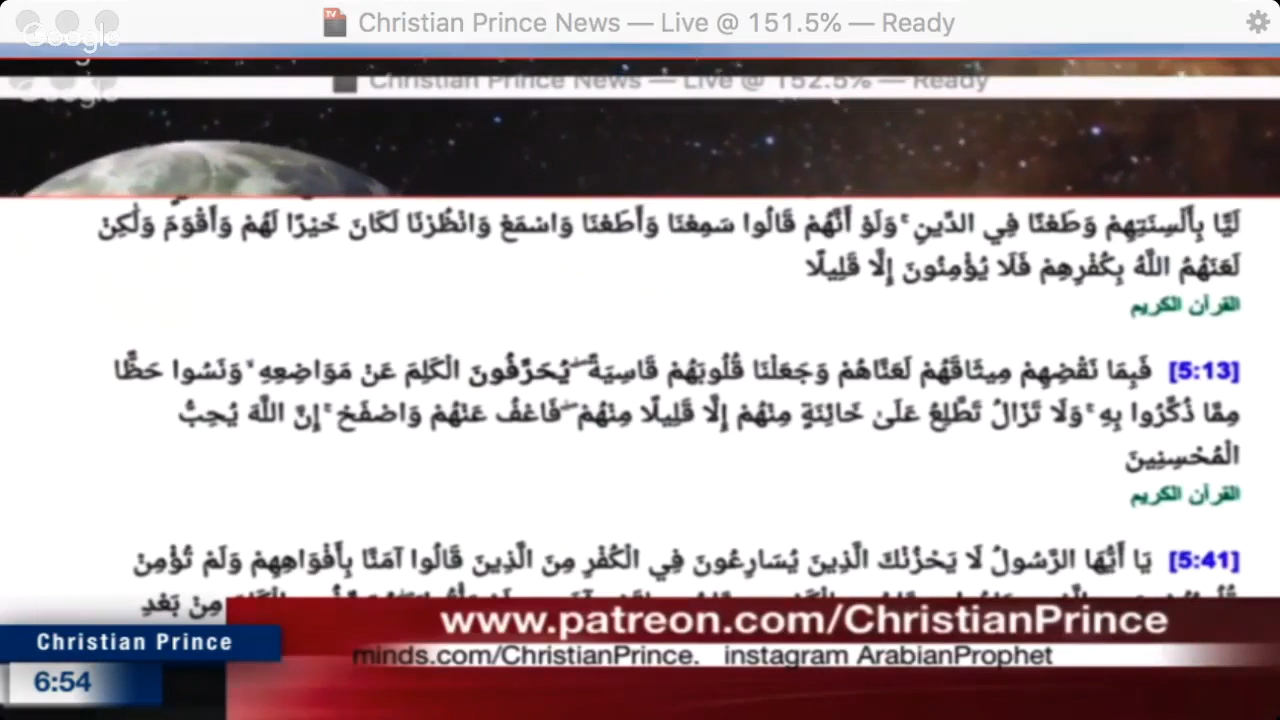 Christian Prince News — Live @ 151.5% — Ready
Google
Christian Prince News — Live @ 152.5% — Ready
Google
لَيًّا بِأَلْسِنَتِهِمْ وَطَعْنًا فِي الدِّينِ ۚ وَلَوْ أَنَّهُمْ قَالُوا سَمِعْنَا وَأَطَعْنَا وَاسْمَعْ وَانْظُرْنَا لَكَانَ خَيْرًا لَهُمْ وَأَقْوَمَ وَلَٰكِنْ
لَعَنَهُمُ اللَّهُ بِكُفْرِهِمْ فَلَا يُؤْمِنُونَ إِلَّا قَلِيلًا
القرآن الكريم
[5:13] فَبِمَا نَقْضِهِمْ مِيثَاقَهُمْ لَعَنَّاهُمْ وَجَعَلْنَا قُلُوبَهُمْ قَاسِيَةً ۖ يُحَرِّفُونَ الْكَلِمَ عَنْ مَوَاضِعِهِ ۙ وَنَسُوا حَظًّا
مِمَّا ذُكِّرُوا بِهِ ۚ وَلَا تَزَالُ تَطَّلِعُ عَلَىٰ خَائِنَةٍ مِنْهُمْ إِلَّا قَلِيلًا مِنْهُمْ ۖ فَاعْفُ عَنْهُمْ وَاصْفَحْ ۚ إِنَّ اللَّهَ يُحِبُّ
الْمُحْسِنِينَ
القرآن الكريم
[5:41] يَا أَيُّهَا الرَّسُولُ لَا يَحْزُنْكَ الَّذِينَ يُسَارِعُونَ فِي الْكُفْرِ مِنَ الَّذِينَ قَالُوا آمَنَّا بِأَفْوَاهِهِمْ وَلَمْ تُؤْمِنْ
مِنْ بَعْدِ
www.patreon.com/ChristianPrince
Christian Prince
minds.com/ChristianPrince. instagram ArabianProphet
6:54